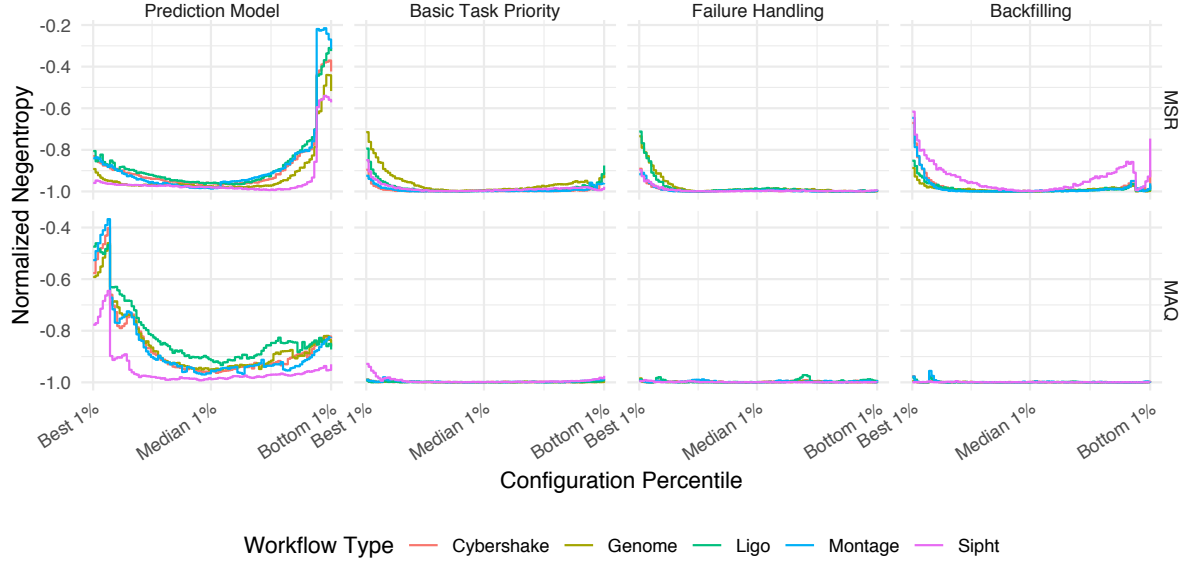 Prediction Model Basic Task Priority Failure Handling Backfilling
-0.2
-0.4
-0.6
-0.8
-1.0
MSR
Normalized Negentropy
-0.4
-0.6
-0.8
-1.0
MAQ
Best 1% Median 1% Bottom 1% Best 1% Median 1% Bottom 1% Best 1% Median 1% Bottom 1% Best 1% Median 1% Bottom 1%
Configuration Percentile
Workflow Type Cybershake Genome Ligo Montage Sipht